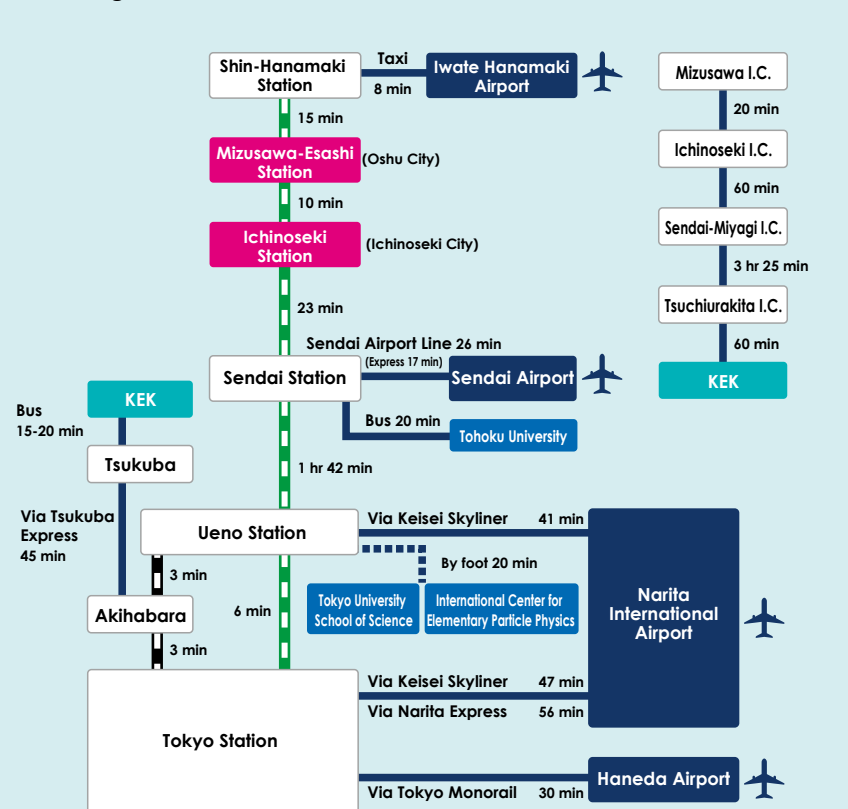 Shin-Hanamaki
Station
Taxi
8 min
Iwate Hanamaki
Airport
15 min
Mizusawa-Esashi
Station
(Oshu City)
10 min
Ichinoseki
Station
(Ichinoseki City)
23 min
Sendai Airport Line 26 min
(Express 17 min)
Sendai Station
Sendai Airport
Bus 20 min
Tohoku University
1 hr 42 min
KEK
Bus
15-20 min
Tsukuba
Via Tsukuba
Express
45 min
Akihabara
Ueno Station
3 min
3 min
6 min
Via Keisei Skyliner 41 min
By foot 20 min
Tokyo University
School of Science
International Center for
Elementary Particle Physics
Narita
International
Airport
Tokyo Station
Via Keisei Skyliner 47 min
Via Narita Express 56 min
Haneda Airport
Via Tokyo Monorail 30 min
Mizusawa I.C.
20 min
Ichinoseki I.C.
60 min
Sendai-Miyagi I.C.
3 hr 25 min
Tsuchiurakita I.C.
60 min
KEK